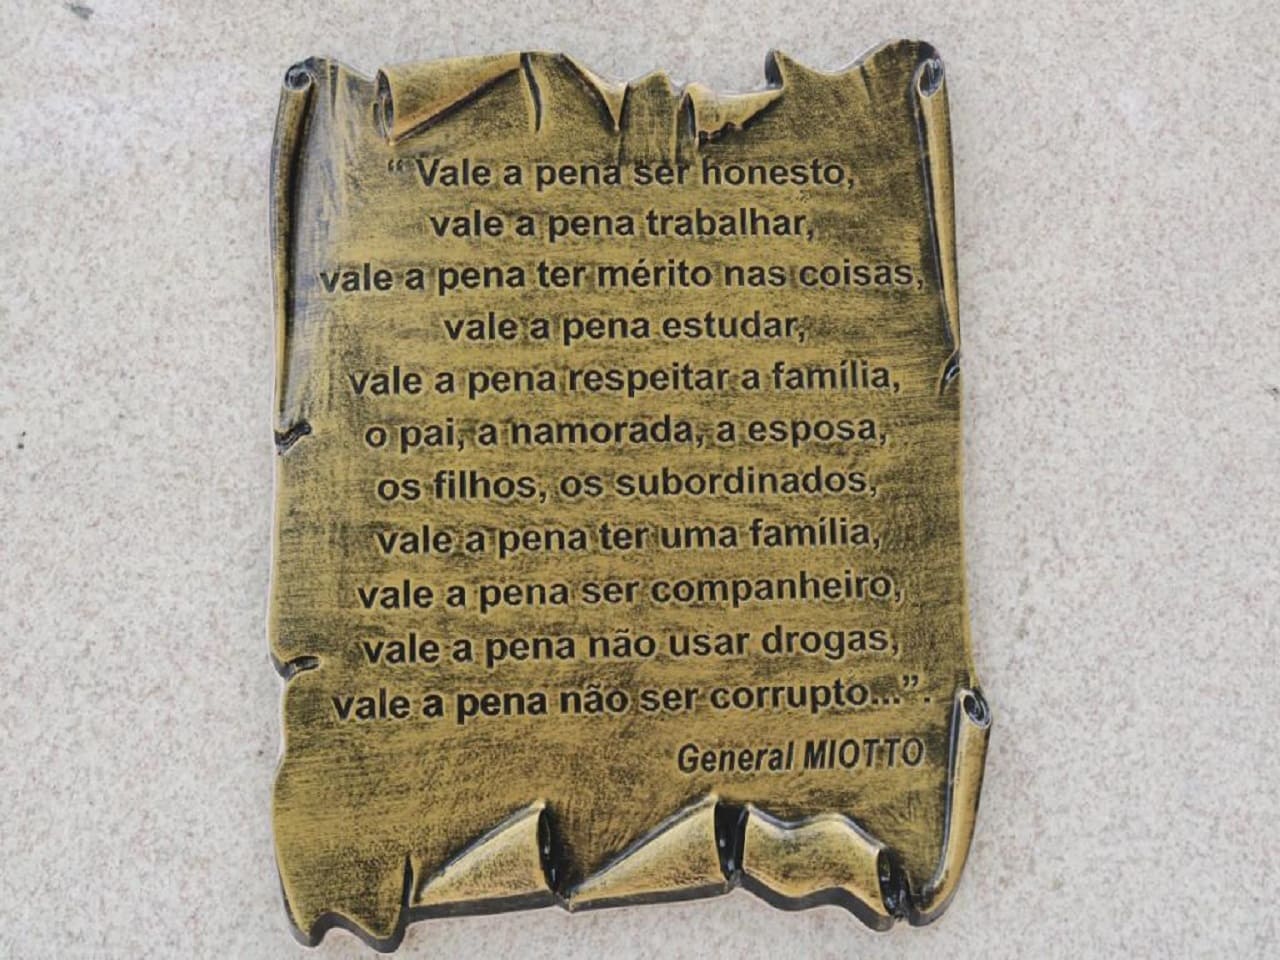 “ Vale a pena ser honesto,
vale a pena trabalhar,
vale a pena ter mérito nas coisas,
vale a pena estudar,
vale a pena respeitar a família,
o pai, a namorada, a esposa,
os filhos, os subordinados,
vale a pena ter uma família,
vale a pena ser companheiro,
vale a pena não usar drogas,
vale a pena não ser corrupto...”.
General MIOTTO